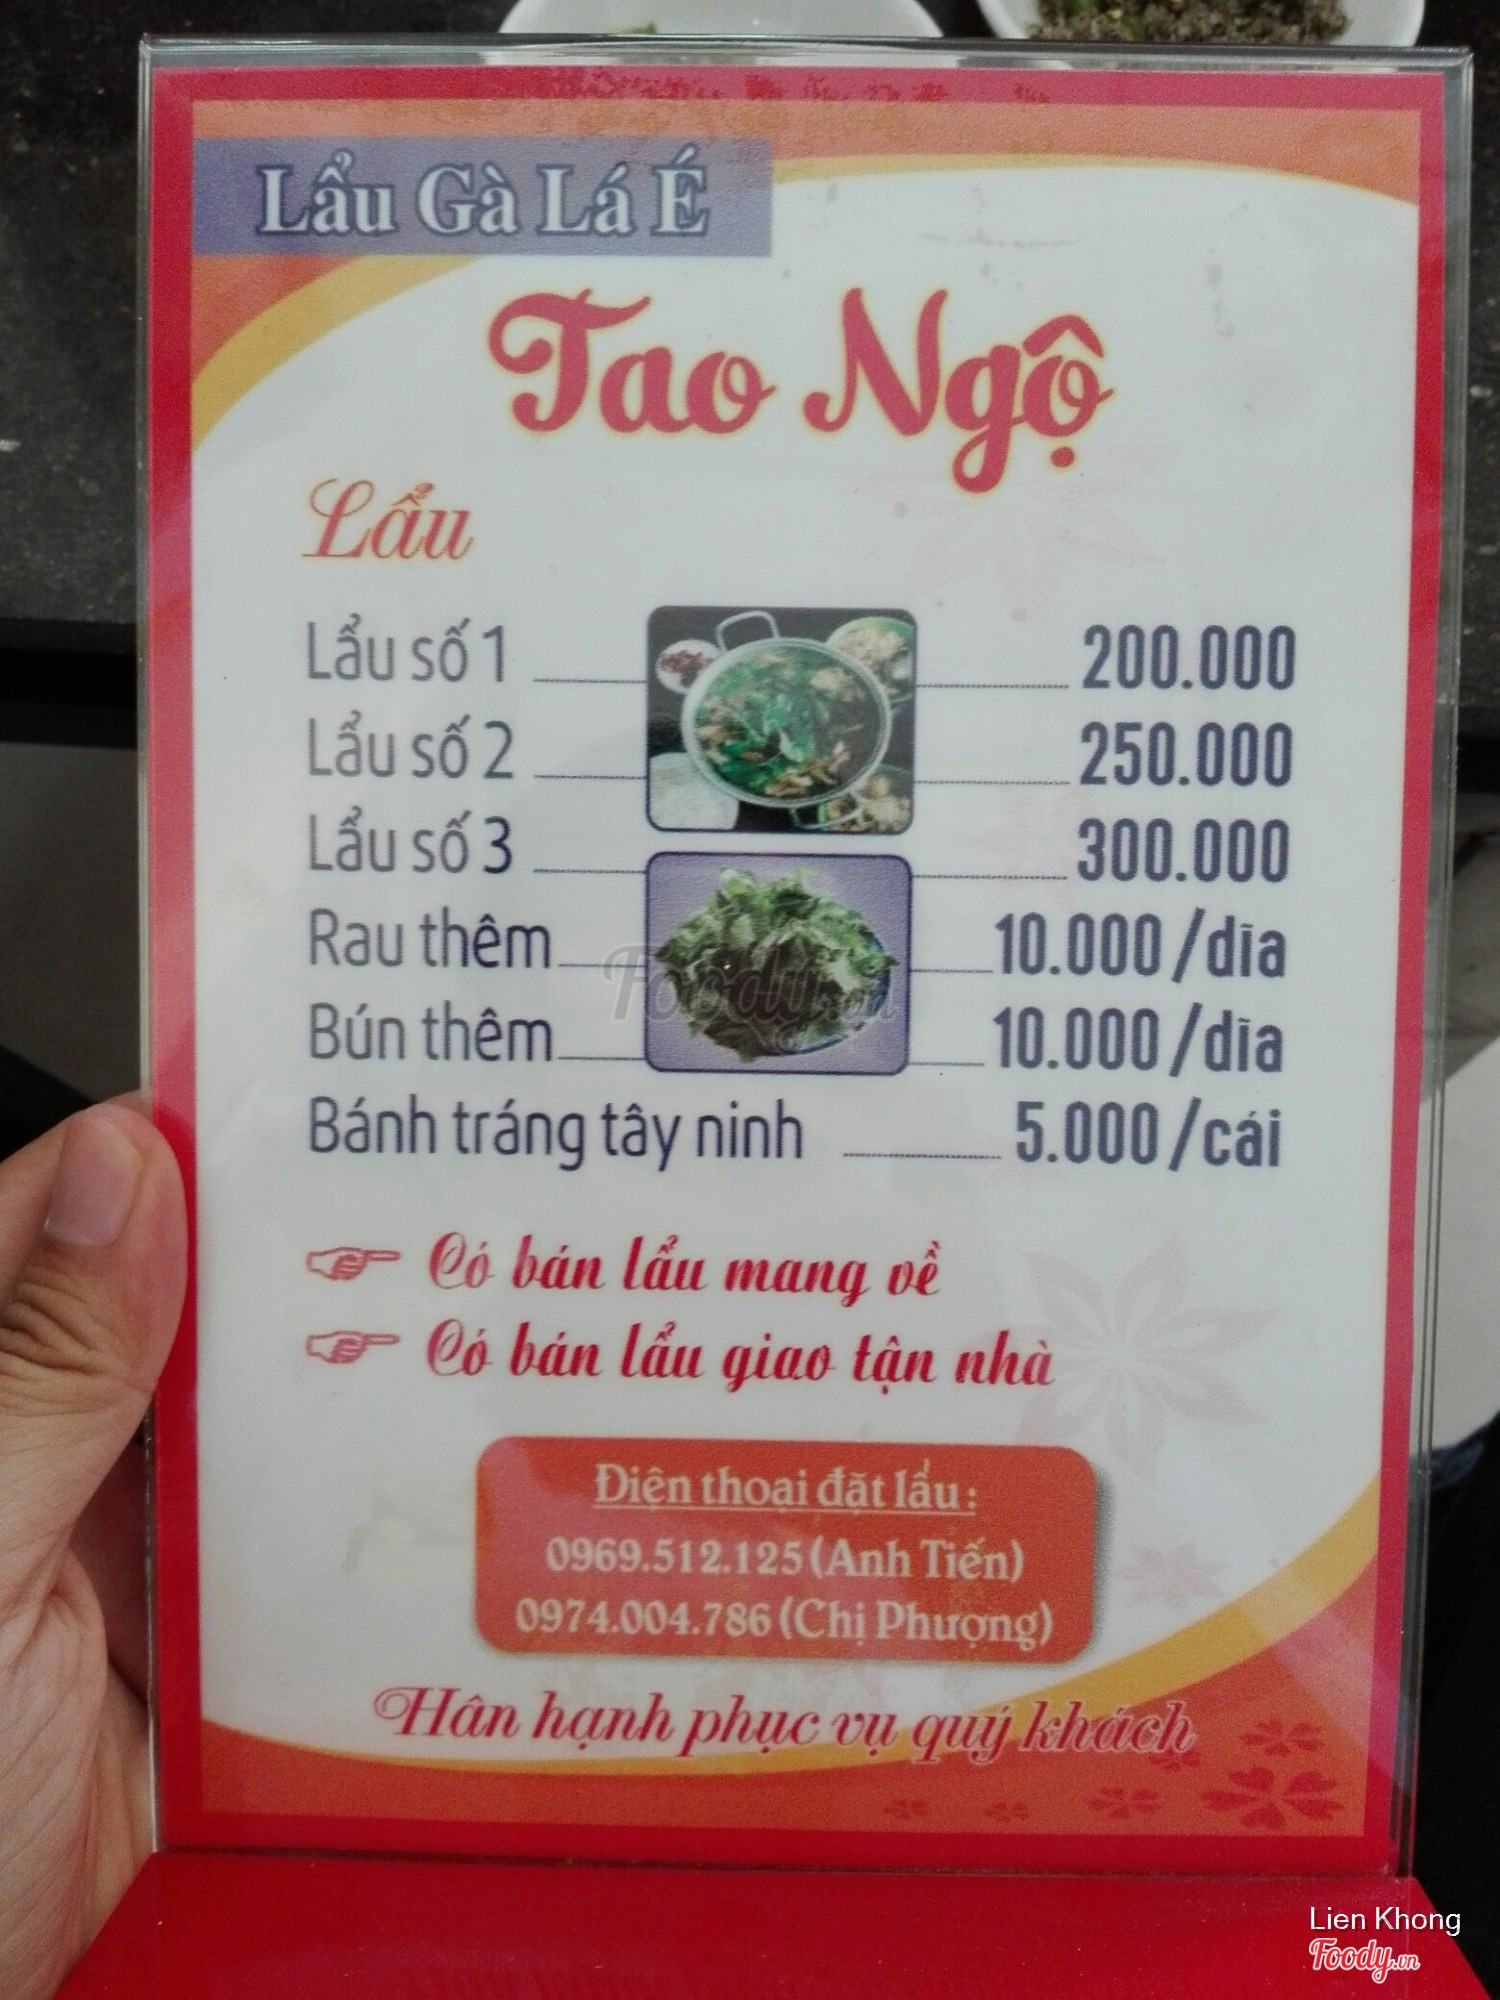 Lẩu Gà Lá É
Tao Ngộ
Lẩu
Lẩu số 1 200.000
Lẩu số 2 250.000
Lẩu số 3 300.000
Rau thêm 10.000/dĩa
Bún thêm 10.000/dĩa
Bánh tráng tây ninh 5.000/cái
Có bán lẩu mang về
Có bán lẩu giao tận nhà
Điện thoại đặt lẩu:
0969.512.125 (Anh Tiến)
0974.004.786 (Chị Phượng)
Hân hạnh phục vụ quý khách
Foody.vn
Lien Khong
Foody.vn